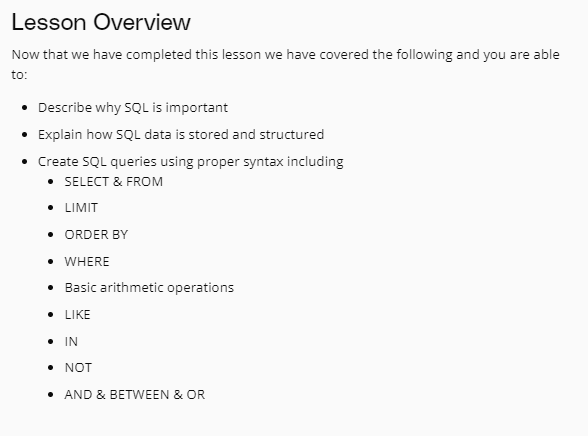 Lesson Overview
Now that we have completed this lesson we have covered the following and you are able
to:
• Describe why SQL is important
• Explain how SQL data is stored and structured
• Create SQL queries using proper syntax including
• SELECT & FROM
• LIMIT
• ORDER BY
• WHERE
• Basic arithmetic operations
• LIKE
• IN
• NOT
• AND & BETWEEN & OR